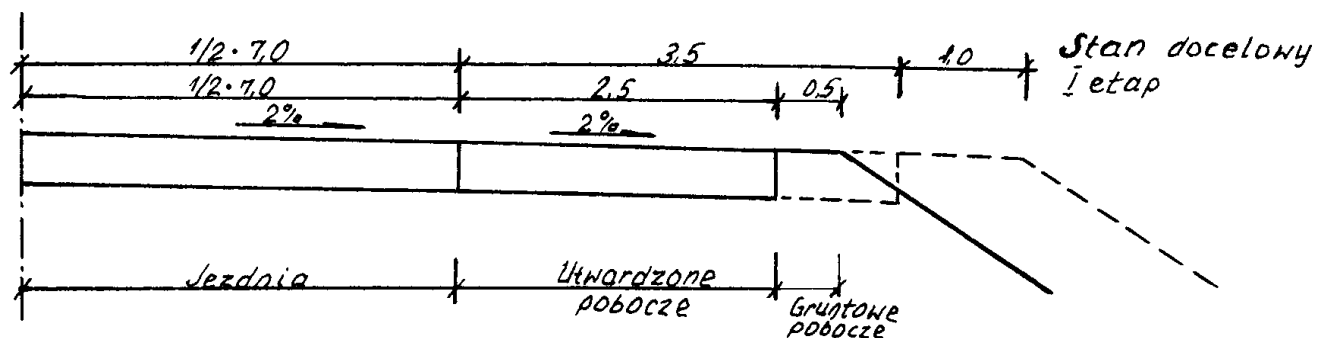 1/2·7,0 3,5 1,0 Stan docelowy
1/2·7,0 2,5 0,5 I etap
2% 2%
Jezdnia Utwardzone pobocze Gruntowe pobocze